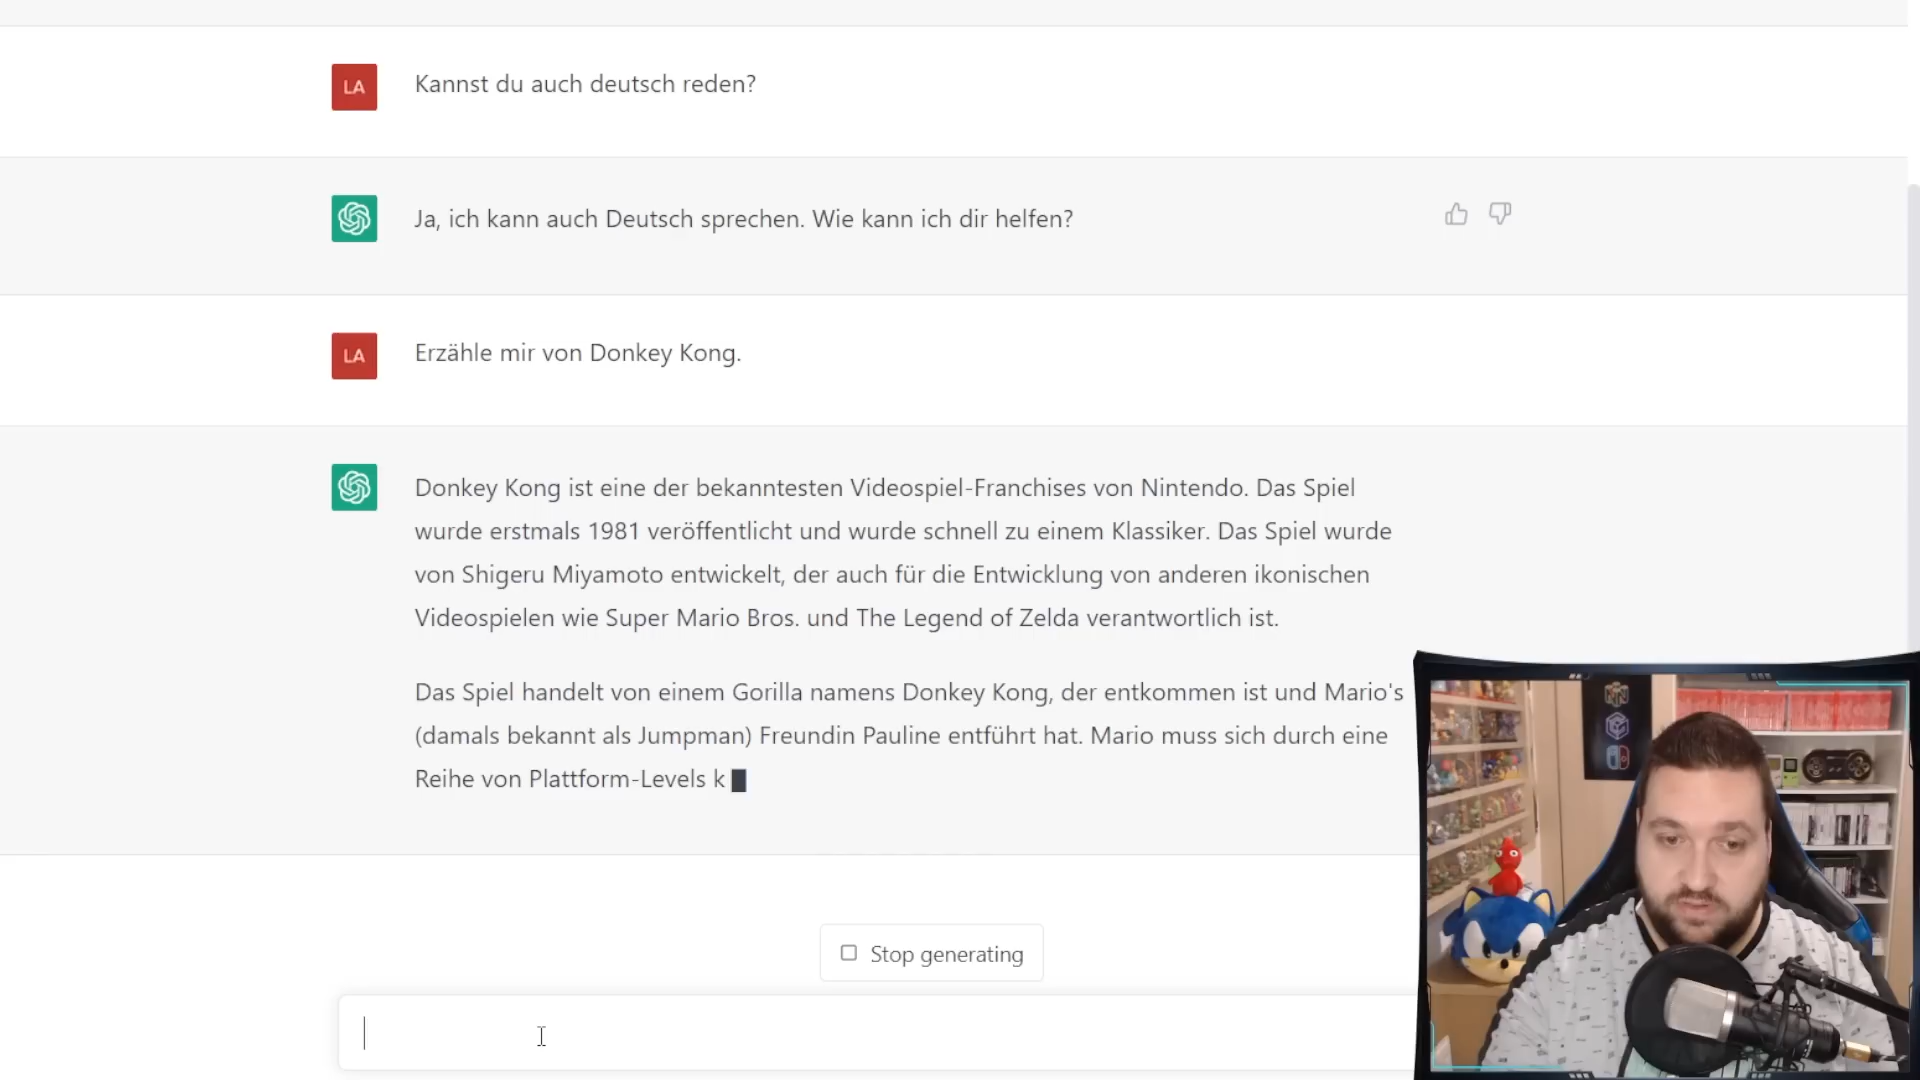 LA
Kannst du auch deutsch reden?
Ja, ich kann auch Deutsch sprechen. Wie kann ich dir helfen?
LA
Erzähle mir von Donkey Kong.
Donkey Kong ist eine der bekanntesten Videospiel-Franchises von Nintendo. Das Spiel
wurde erstmals 1981 veröffentlicht und wurde schnell zu einem Klassiker. Das Spiel wurde
von Shigeru Miyamoto entwickelt, der auch für die Entwicklung von anderen ikonischen
Videospielen wie Super Mario Bros. und The Legend of Zelda verantwortlich ist.
Das Spiel handelt von einem Gorilla namens Donkey Kong, der entkommen ist und Mario's
(damals bekannt als Jumpman) Freundin Pauline entführt hat. Mario muss sich durch eine
Reihe von Plattform-Levels k
Stop generating